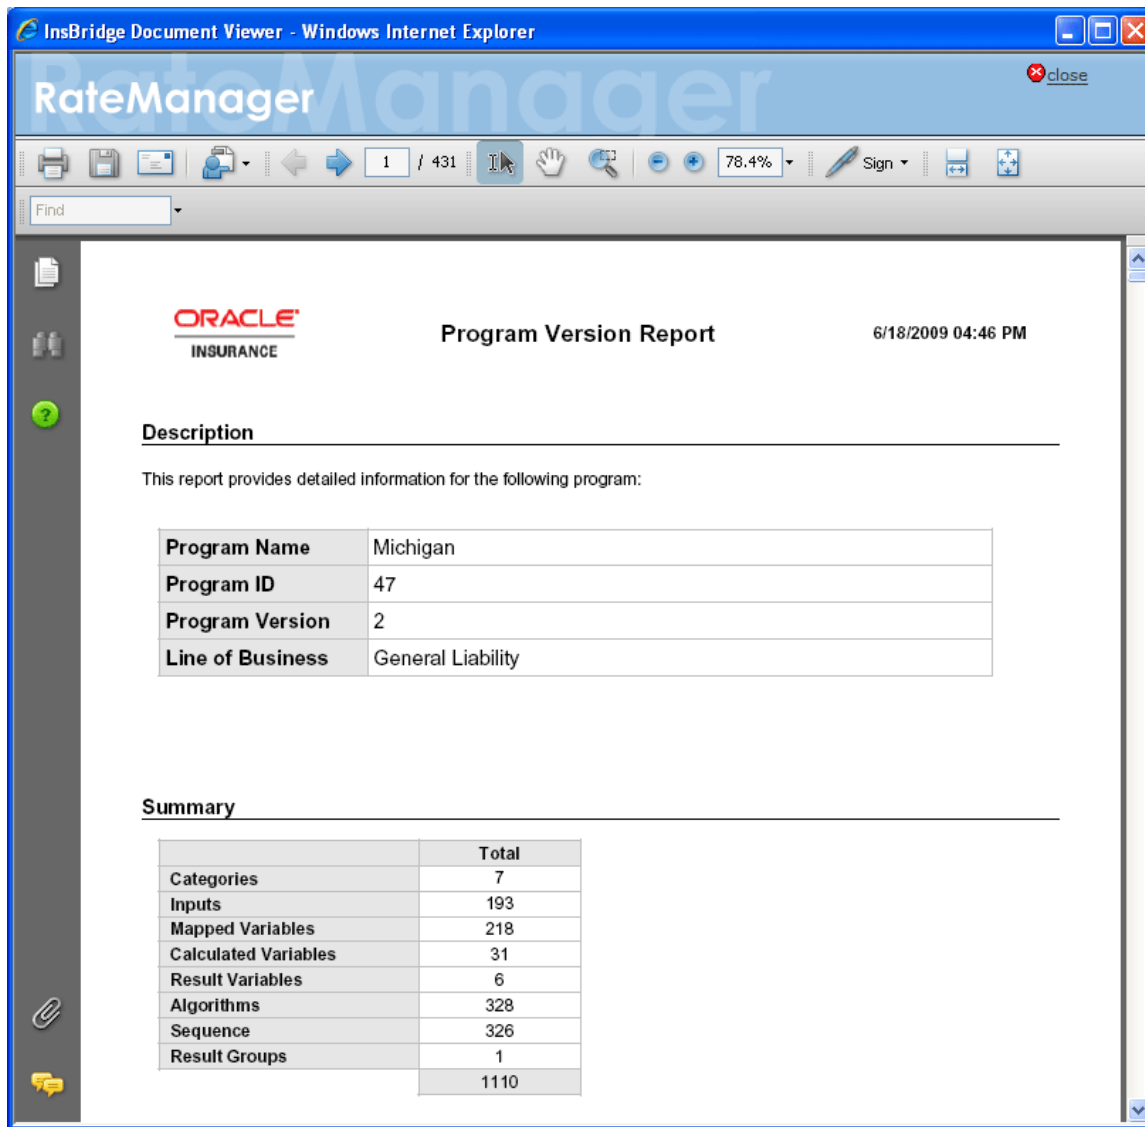 InsBridge Document Viewer - Windows Internet Explorer
RateManager
RateManager
close
1 / 431 78.4% Sign
Find
ORACLE
INSURANCE
Program Version Report
6/18/2009 04:46 PM
Description
This report provides detailed information for the following program:
Program Name Michigan
Program ID 47
Program Version 2
Line of Business General Liability
Summary
Total
Categories 7
Inputs 193
Mapped Variables 218
Calculated Variables 31
Result Variables 6
Algorithms 328
Sequence 326
Result Groups 1
1110